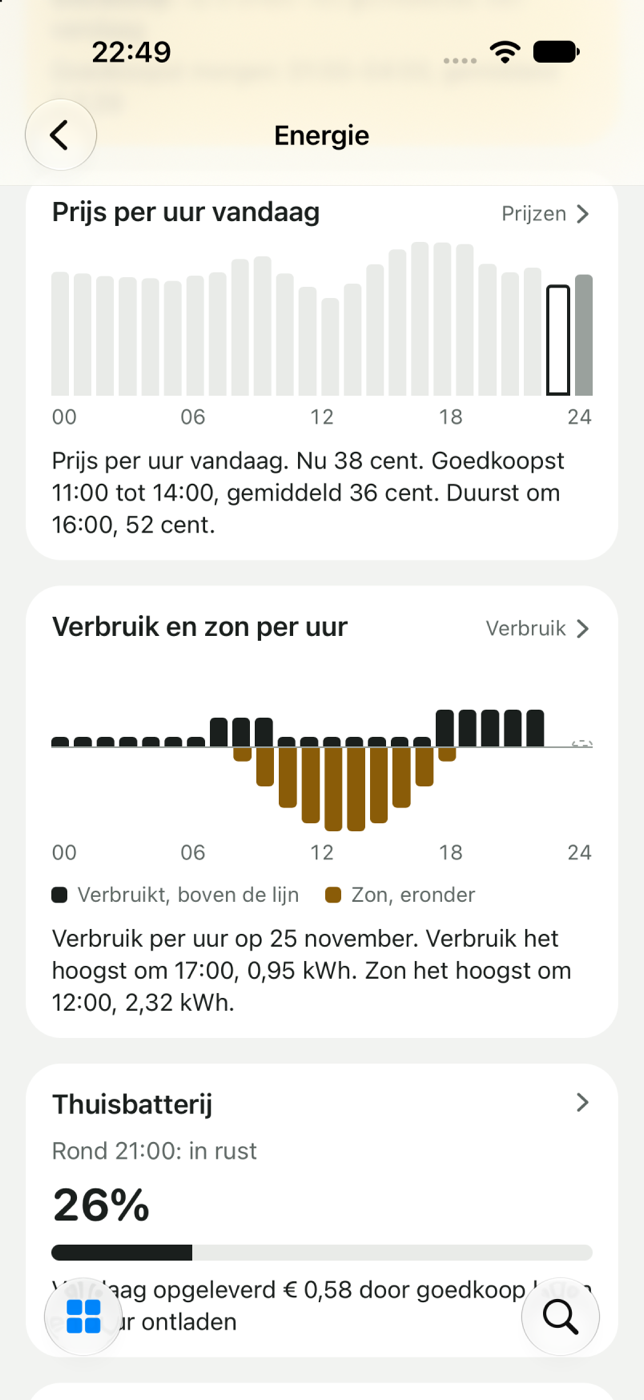 22:49
Energie
Prijs per uur vandaag
Prijzen
00 06 12 18 24
Prijs per uur vandaag. Nu 38 cent. Goedkoopst
11:00 tot 14:00, gemiddeld 36 cent. Duurst om
16:00, 52 cent.
Verbruik en zon per uur
Verbruik
00 06 12 18 24
Verbruikt, boven de lijn
Zon, eronder
Verbruik per uur op 25 november. Verbruik het
hoogst om 17:00, 0,95 kWh. Zon het hoogst om
12:00, 2,32 kWh.
Thuisbatterij
Rond 21:00: in rust
26%
opgeleverd € 0,58 door goedkoop
ontladen